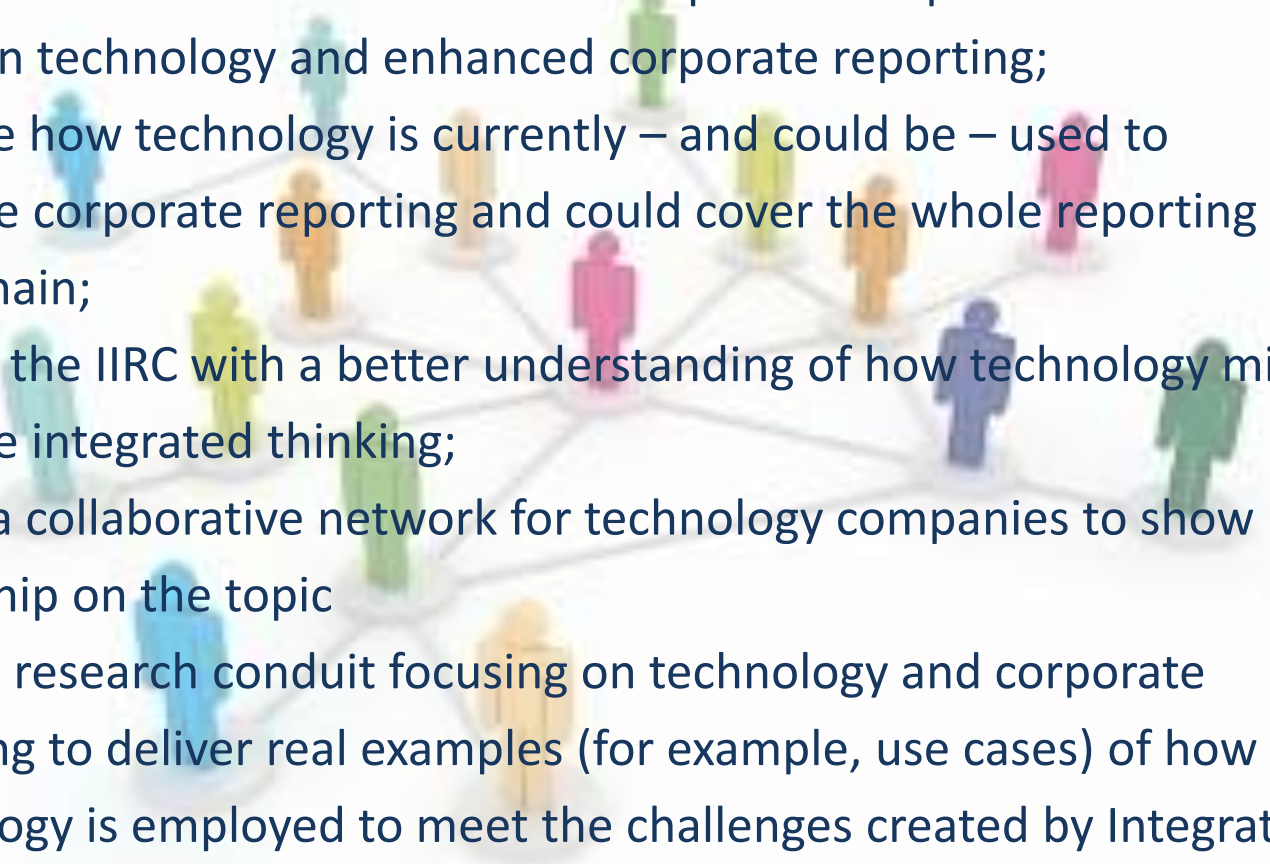 n technology and enhanced corporate reporting;
e how technology is currently – and could be – used to
e corporate reporting and could cover the whole reporting
hain;
the IIRC with a better understanding of how technology mi
e integrated thinking;
a collaborative network for technology companies to show
hip on the topic
research conduit focusing on technology and corporate
ng to deliver real examples (for example, use cases) of how
ogy is employed to meet the challenges created by Integrat